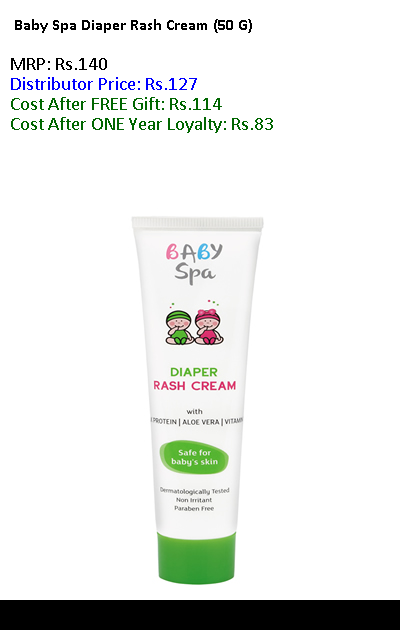 Baby Spa Diaper Rash Cream (50 G)
MRP: Rs.140
Distributor Price: Rs.127
Cost After FREE Gift: Rs.114
Cost After ONE Year Loyalty: Rs.83
BABY
Spa
DIAPER
RASH CREAM
with
PROTEIN | ALOE VERA |
Safe for
baby's skin
Dermatologically Tested
Non Irritant
Paraben Free